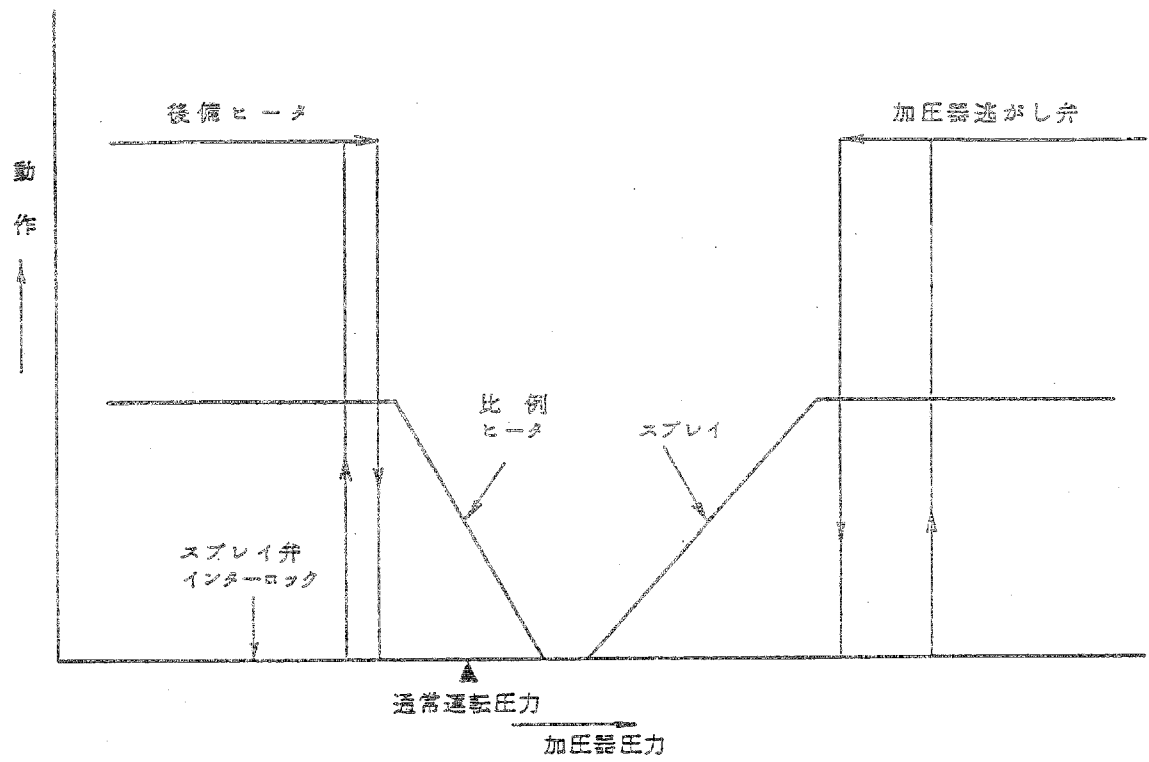 後備ヒータ
加圧器逃がし弁
動作
比例
ヒータ
スプレイ
スプレイ弁
インターロック
通常運転圧力
加圧器圧力